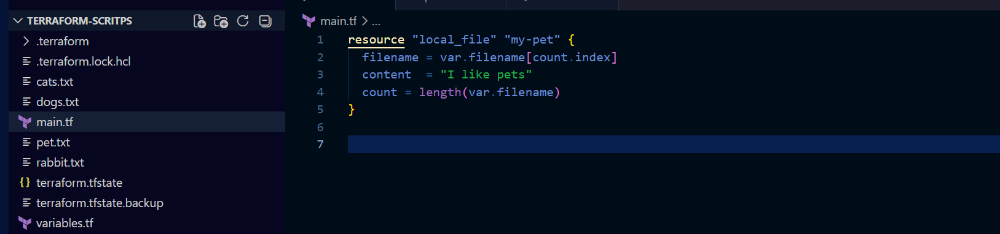 TERRAFORM-SCRITPS
.terraform
.terraform.lock.hcl
cats.txt
dogs.txt
main.tf
pet.txt
rabbit.txt
{} terraform.tfstate
terraform.tfstate.backup
variables.tf
main.tf > ...
1 resource "local_file" "my-pet" {
2 filename = var.filename[count.index]
3 content  = "I like pets"
4 count = length(var.filename)
5 }
6
7